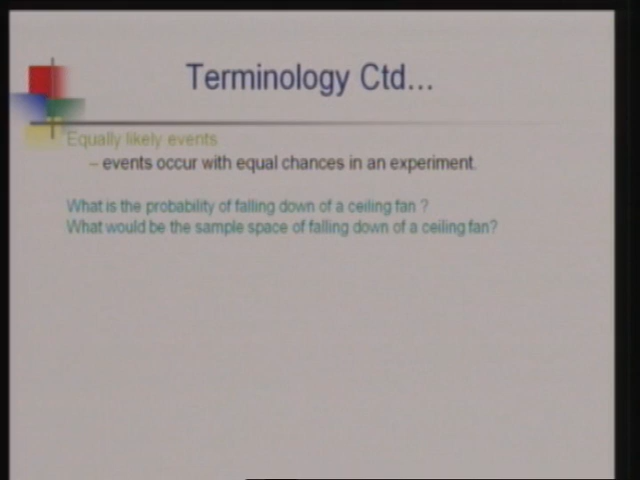 Terminology Ctd...
Equally likely events
– events occur with equal chances in an experiment.
What is the probability of falling down of a ceiling fan ?
What would be the sample space of falling down of a ceiling fan?